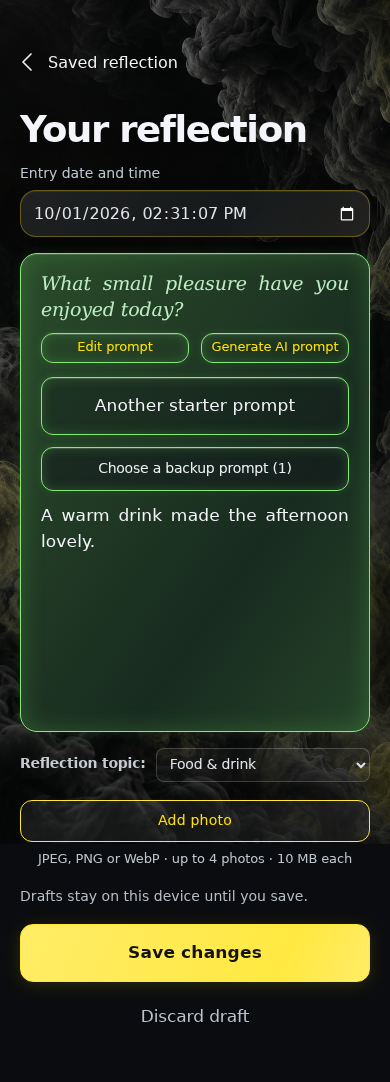 Saved reflection
Your reflection
Entry date and time
10/01/2026, 02:31:07 PM
What small pleasure have you
enjoyed today?
Edit prompt
Generate AI prompt
Another starter prompt
Choose a backup prompt (1)
A warm drink made the afternoon
lovely.
Reflection topic:
Food & drink
Add photo
JPEG, PNG or WebP · up to 4 photos · 10 MB each
Drafts stay on this device until you save.
Save changes
Discard draft